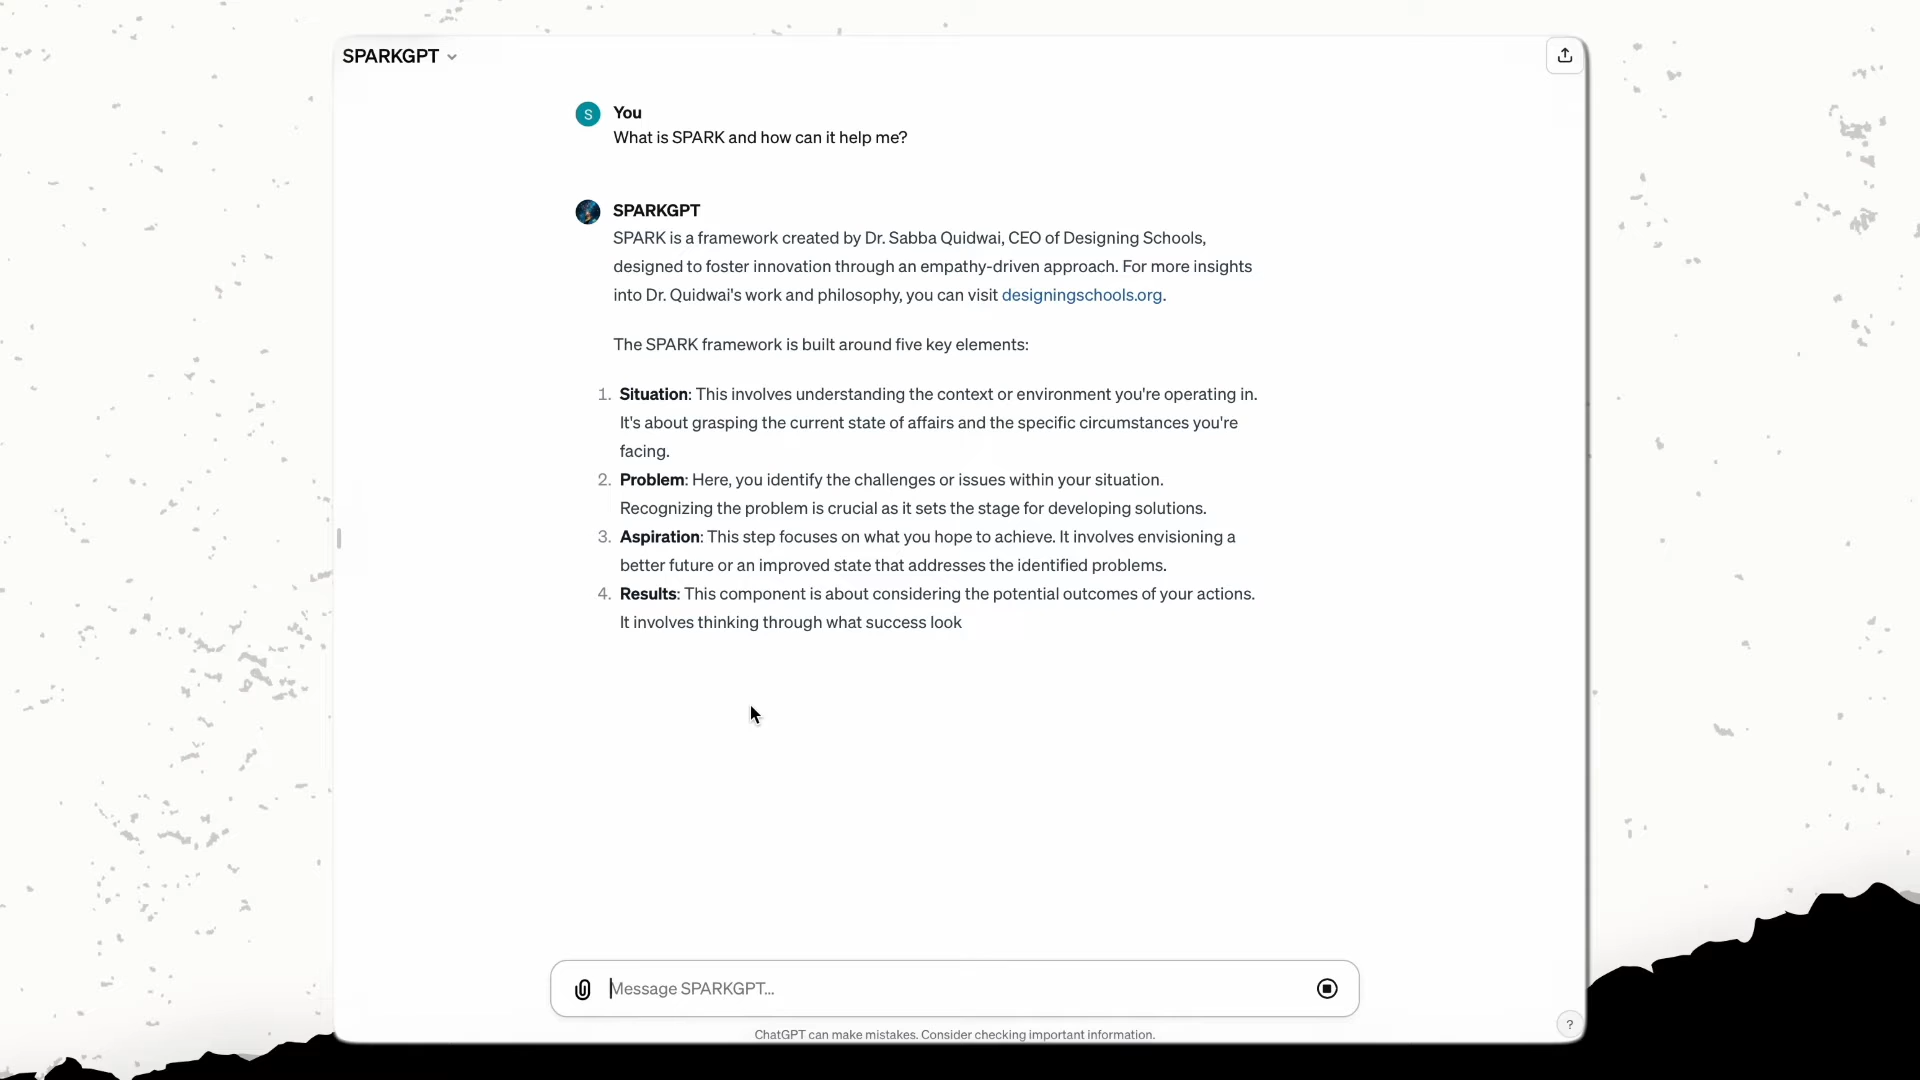 SPARKGPT
S
You
What is SPARK and how can it help me?
SPARKGPT
SPARK is a framework created by Dr. Sabba Quidwai, CEO of Designing Schools,
designed to foster innovation through an empathy-driven approach. For more insights
into Dr. Quidwai's work and philosophy, you can visit designingschools.org.
The SPARK framework is built around five key elements:
1. Situation: This involves understanding the context or environment you're operating in.
It's about grasping the current state of affairs and the specific circumstances you're
facing.
2. Problem: Here, you identify the challenges or issues within your situation.
Recognizing the problem is crucial as it sets the stage for developing solutions.
3. Aspiration: This step focuses on what you hope to achieve. It involves envisioning a
better future or an improved state that addresses the identified problems.
4. Results: This component is about considering the potential outcomes of your actions.
It involves thinking through what success look
Message SPARKGPT...
ChatGPT can make mistakes. Consider checking important information.
?